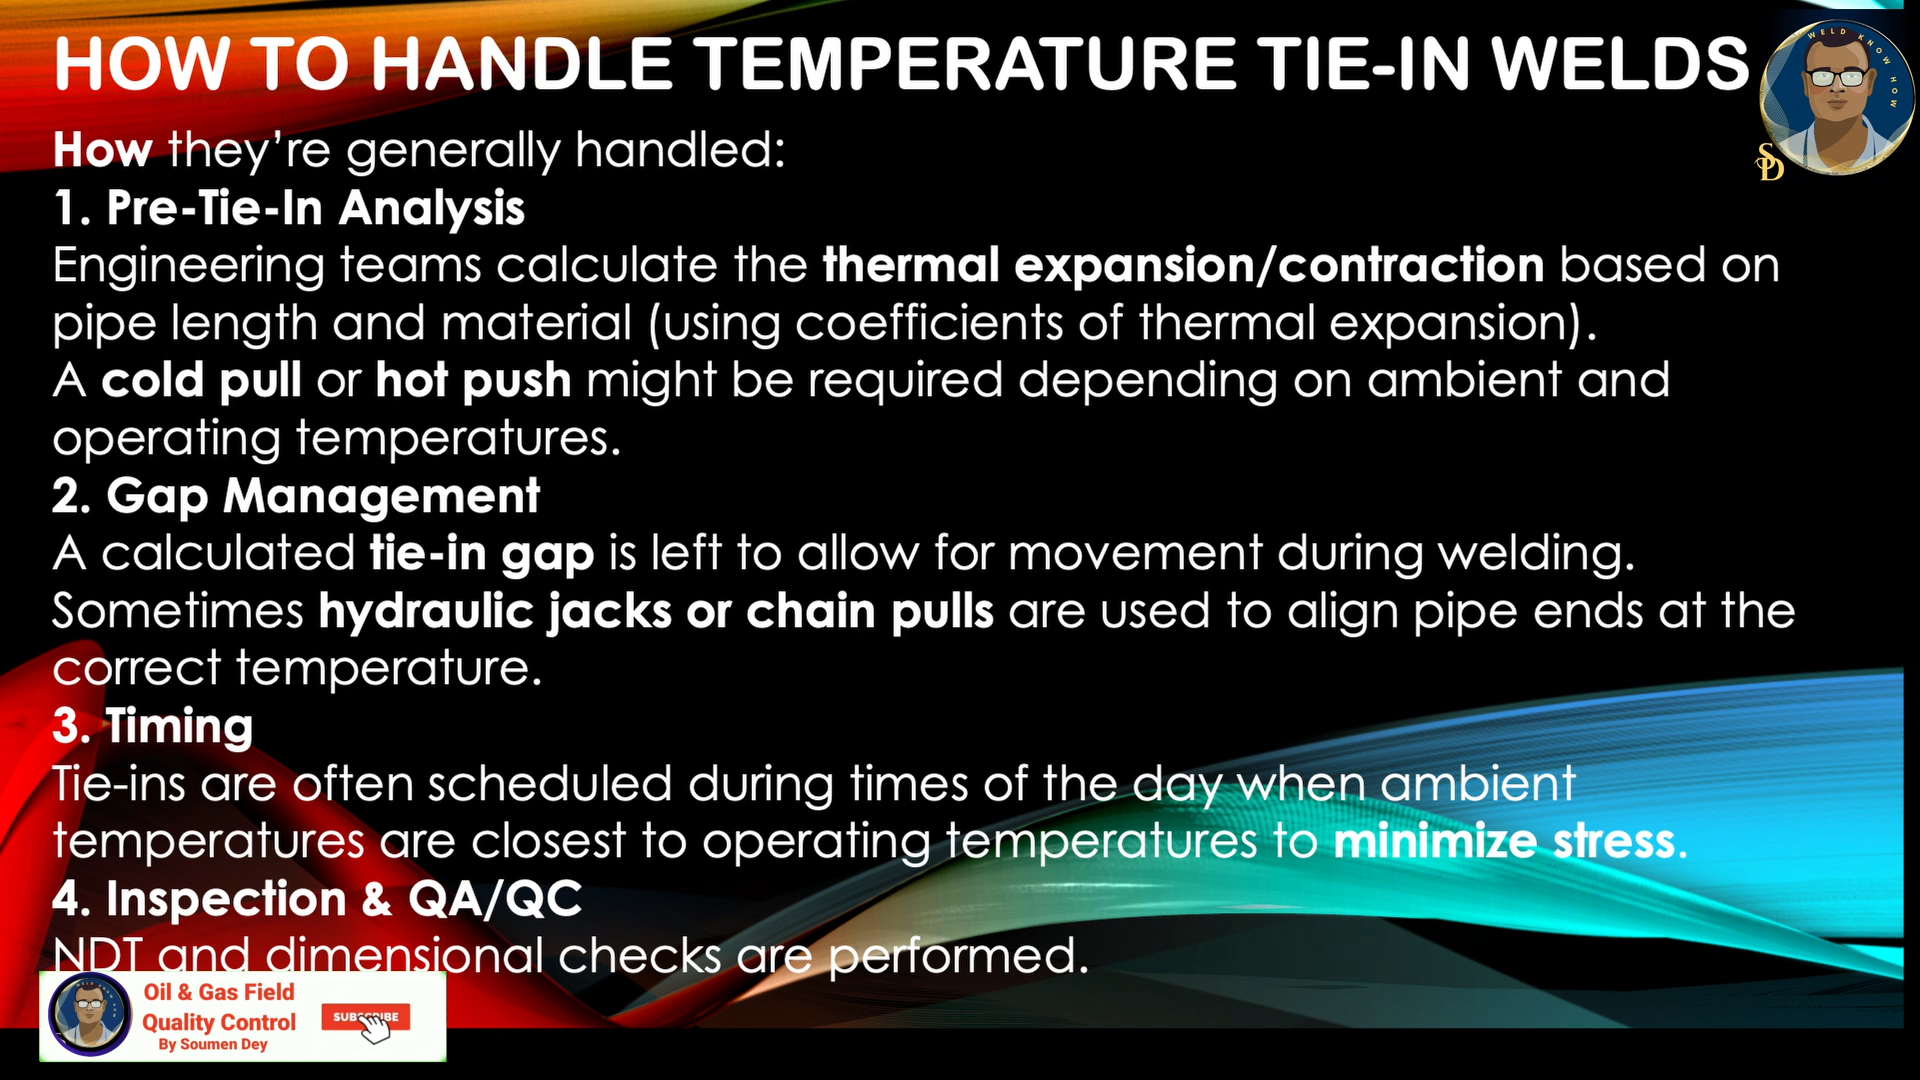 HOW TO HANDLE TEMPERATURE TIE-IN WELDS
WELD KNOW HOW
SD
How they’re generally handled:
1. Pre-Tie-In Analysis
Engineering teams calculate the thermal expansion/contraction based on
pipe length and material (using coefficients of thermal expansion).
A cold pull or hot push might be required depending on ambient and
operating temperatures.
2. Gap Management
A calculated tie-in gap is left to allow for movement during welding.
Sometimes hydraulic jacks or chain pulls are used to align pipe ends at the
correct temperature.
3. Timing
Tie-ins are often scheduled during times of the day when ambient
temperatures are closest to operating temperatures to minimize stress.
4. Inspection & QA/QC
NDT and dimensional checks are performed.
Oil & Gas Field
Quality Control
By Soumen Dey
SUBSCRIBE